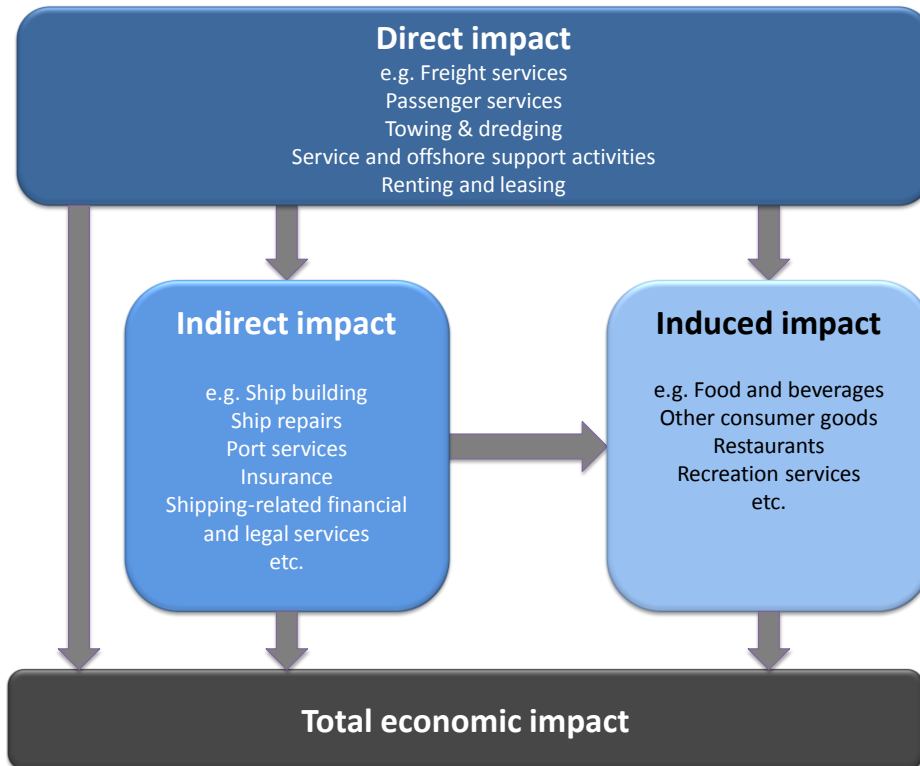 Direct impact
e.g. Freight services
Passenger services
Towing & dredging
Service and offshore support activities
Renting and leasing
Indirect impact
e.g. Ship building
Ship repairs
Port services
Insurance
Shipping-related financial
and legal services
etc.
Induced impact
e.g. Food and beverages
Other consumer goods
Restaurants
Recreation services
etc.
Total economic impact